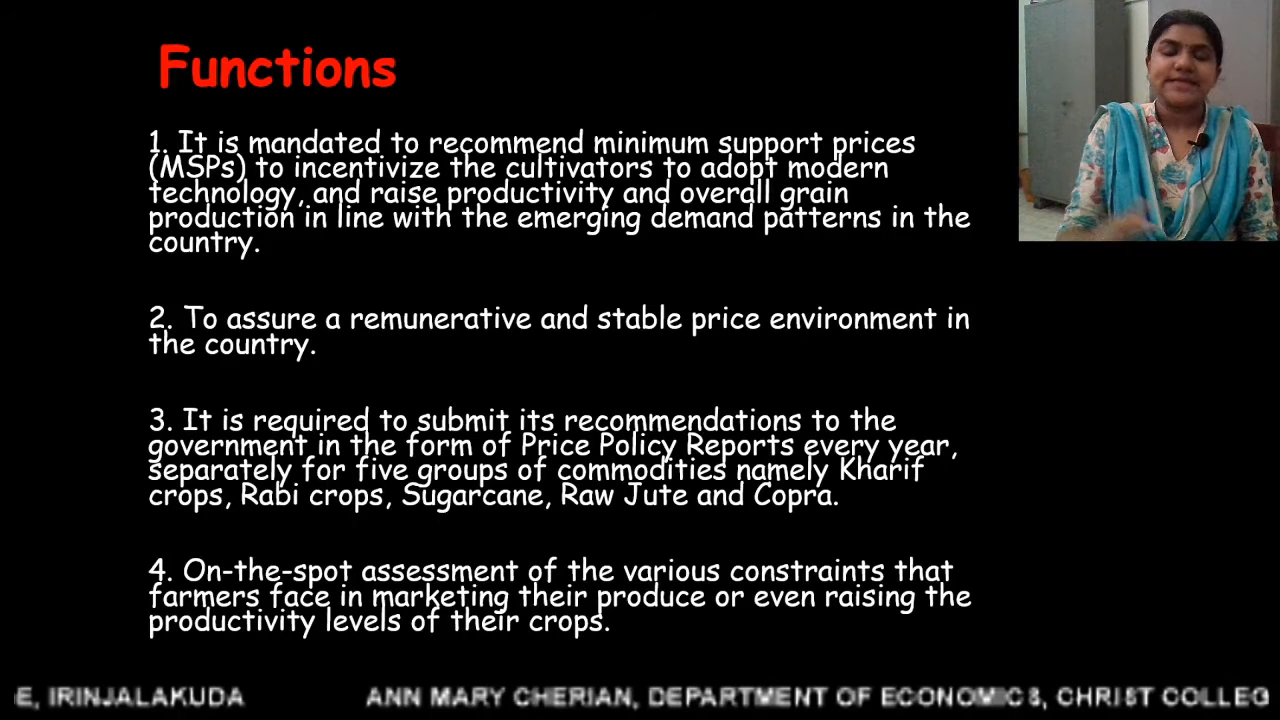 Functions
1. It is mandated to recommend minimum support prices
(MSPs) to incentivize the cultivators to adopt modern
technology, and raise productivity and overall grain
production in line with the emerging demand patterns in the
country.
2. To assure a remunerative and stable price environment in
the country.
3. It is required to submit its recommendations to the
government in the form of Price Policy Reports every year,
separately for five groups of commodities namely Kharif
crops, Rabi crops, Sugarcane, Raw Jute and Copra.
4. On-the-spot assessment of the various constraints that
farmers face in marketing their produce or even raising the
productivity levels of their crops.
E, IRINJALAKUDA ANN MARY CHERIAN, DEPARTMENT OF ECONOMICS, CHRIST COLLEG